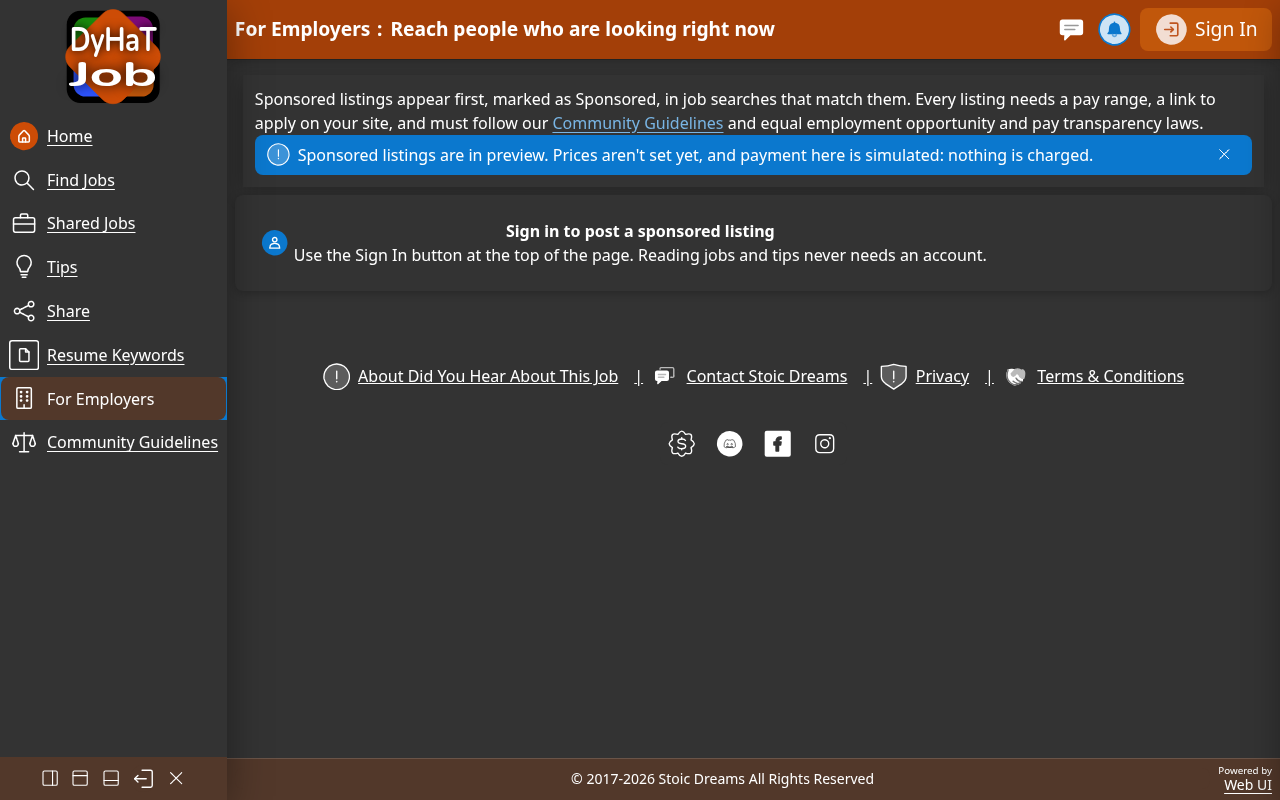 DyHaT
Job
For Employers : Reach people who are looking right now
Sign In
Home
Find Jobs
Shared Jobs
Tips
Share
Resume Keywords
For Employers
Community Guidelines
Sponsored listings appear first, marked as Sponsored, in job searches that match them. Every listing needs a pay range, a link to
apply on your site, and must follow our Community Guidelines and equal employment opportunity and pay transparency laws.
Sponsored listings are in preview. Prices aren't set yet, and payment here is simulated: nothing is charged.
Sign in to post a sponsored listing
Use the Sign In button at the top of the page. Reading jobs and tips never needs an account.
About Did You Hear About This Job | Contact Stoic Dreams | Privacy | Terms & Conditions
© 2017-2026 Stoic Dreams All Rights Reserved
Powered by
Web UI